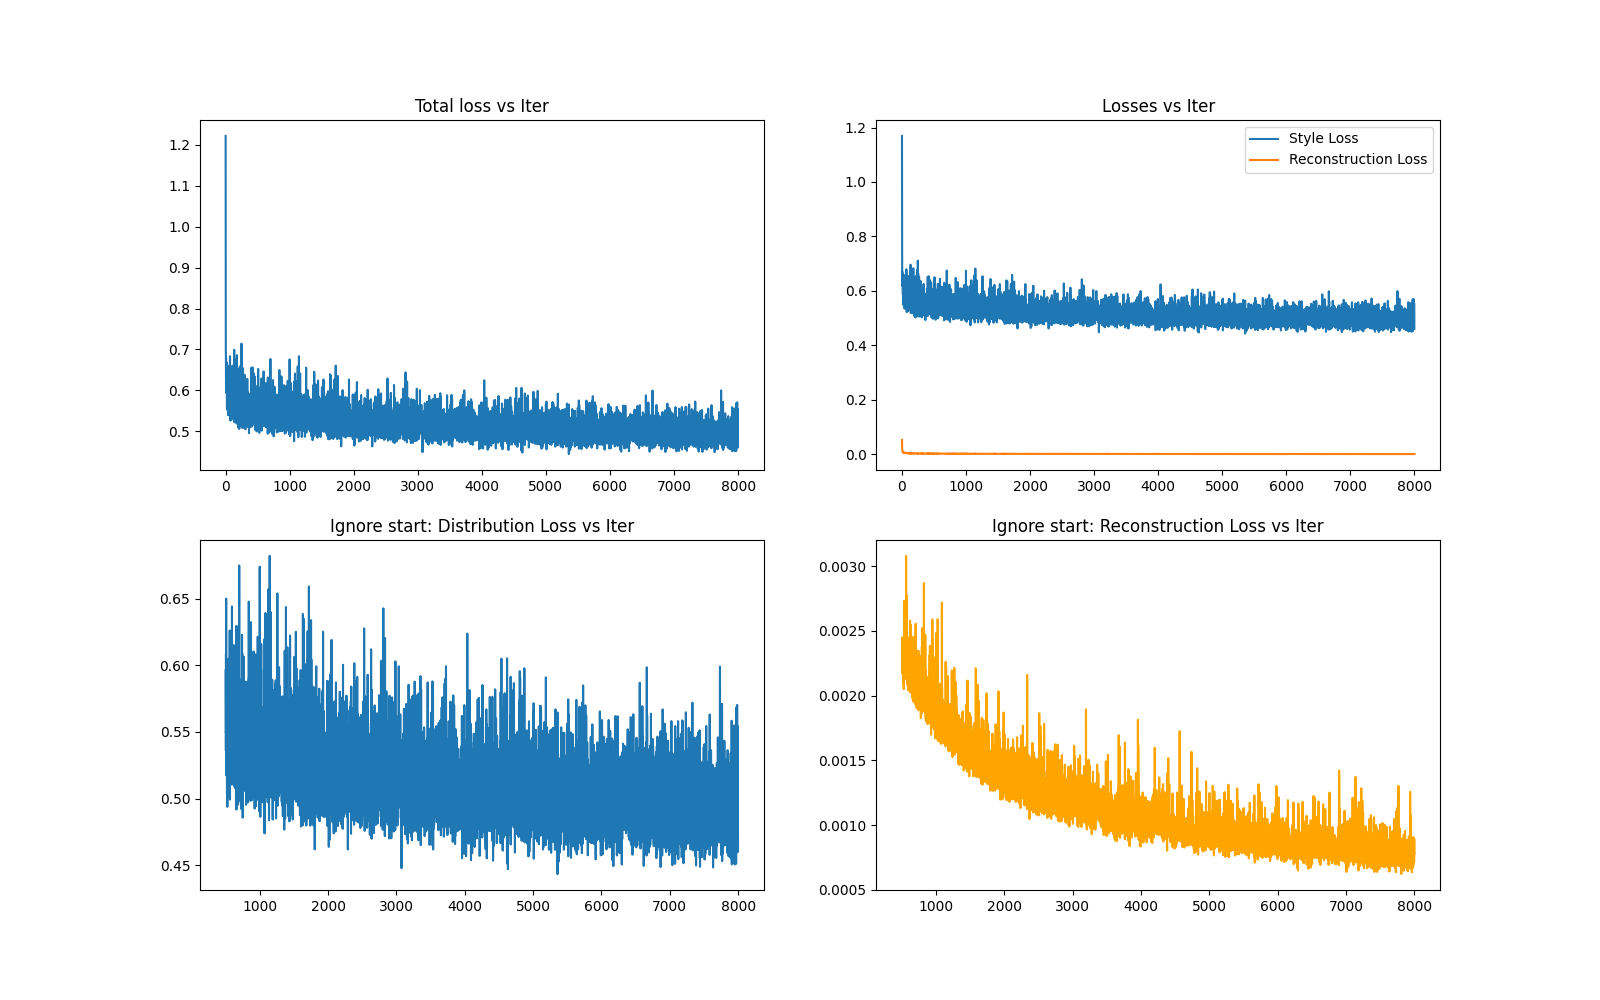 Total loss vs Iter
1.2
1.1
1.0
0.9
0.8
0.7
0.6
0.5
0 1000 2000 3000 4000 5000 6000 7000 8000
Losses vs Iter
Style Loss
Reconstruction Loss
1.2
1.0
0.8
0.6
0.4
0.2
0.0
0 1000 2000 3000 4000 5000 6000 7000 8000
Ignore start: Distribution Loss vs Iter
0.65
0.60
0.55
0.50
0.45
1000 2000 3000 4000 5000 6000 7000 8000
Ignore start: Reconstruction Loss vs Iter
0.0030
0.0025
0.0020
0.0015
0.0010
0.0005
1000 2000 3000 4000 5000 6000 7000 8000